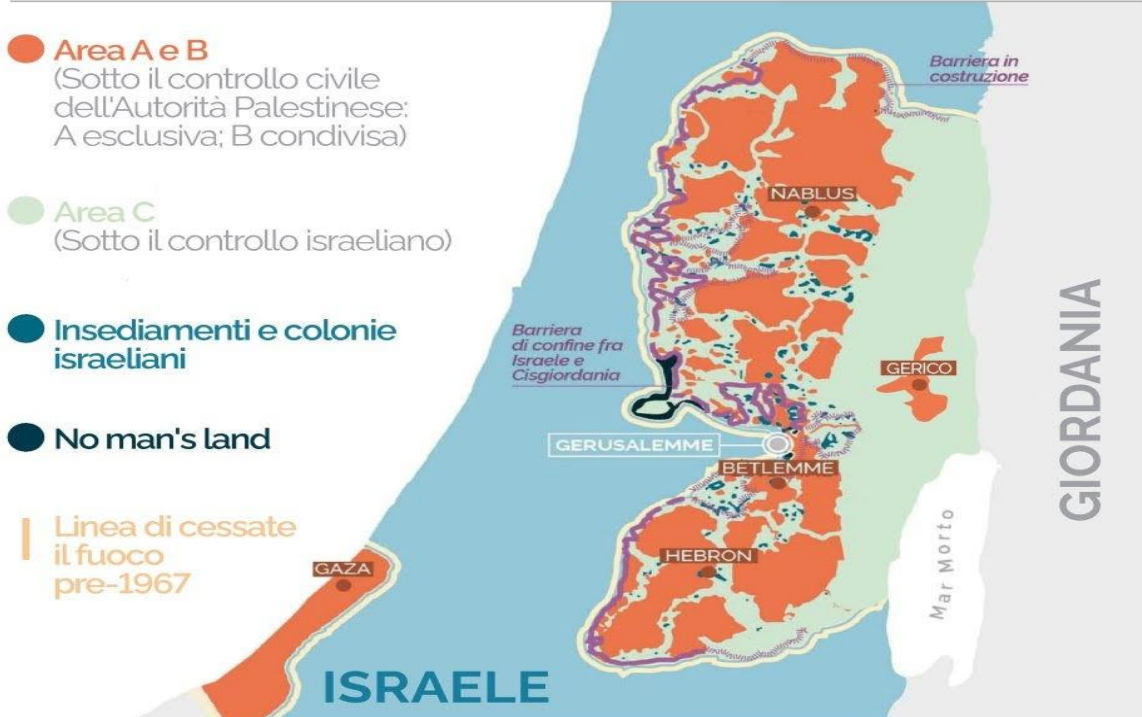 Area A e B
(Sotto il controllo civile
dell'Autorità Palestinese:
A esclusiva; B condivisa)
Area C
(Sotto il controllo israeliano)
Insediamenti e colonie
israeliani
No man's land
Linea di cessate
il fuoco
pre-1967
Barriera in
costruzione
NABLUS
Barriera
di confine fra
Israele e
Cisgiordania
GERICO
GERUSALEMME
BETLEMME
HEBRON
GAZA
ISRAELE
Mar Morto
GIORDANIA